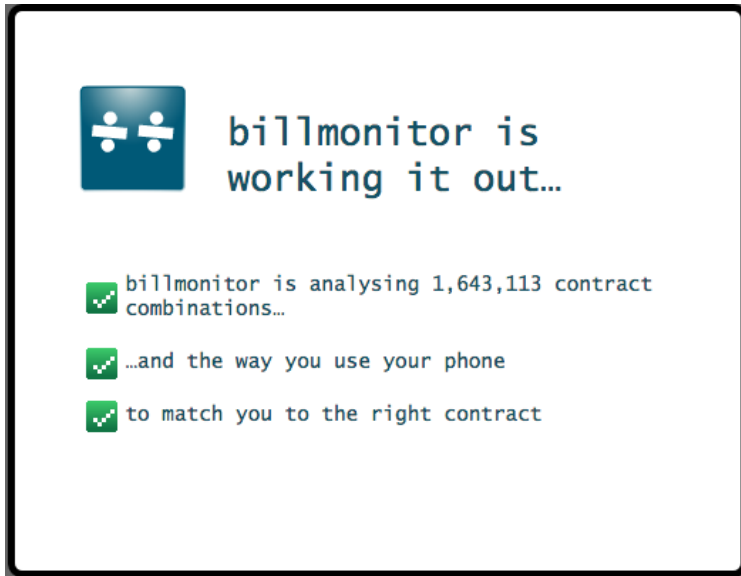 billmonitor is
working it out…
billmonitor is analysing 1,643,113 contract
combinations…
…and the way you use your phone
to match you to the right contract